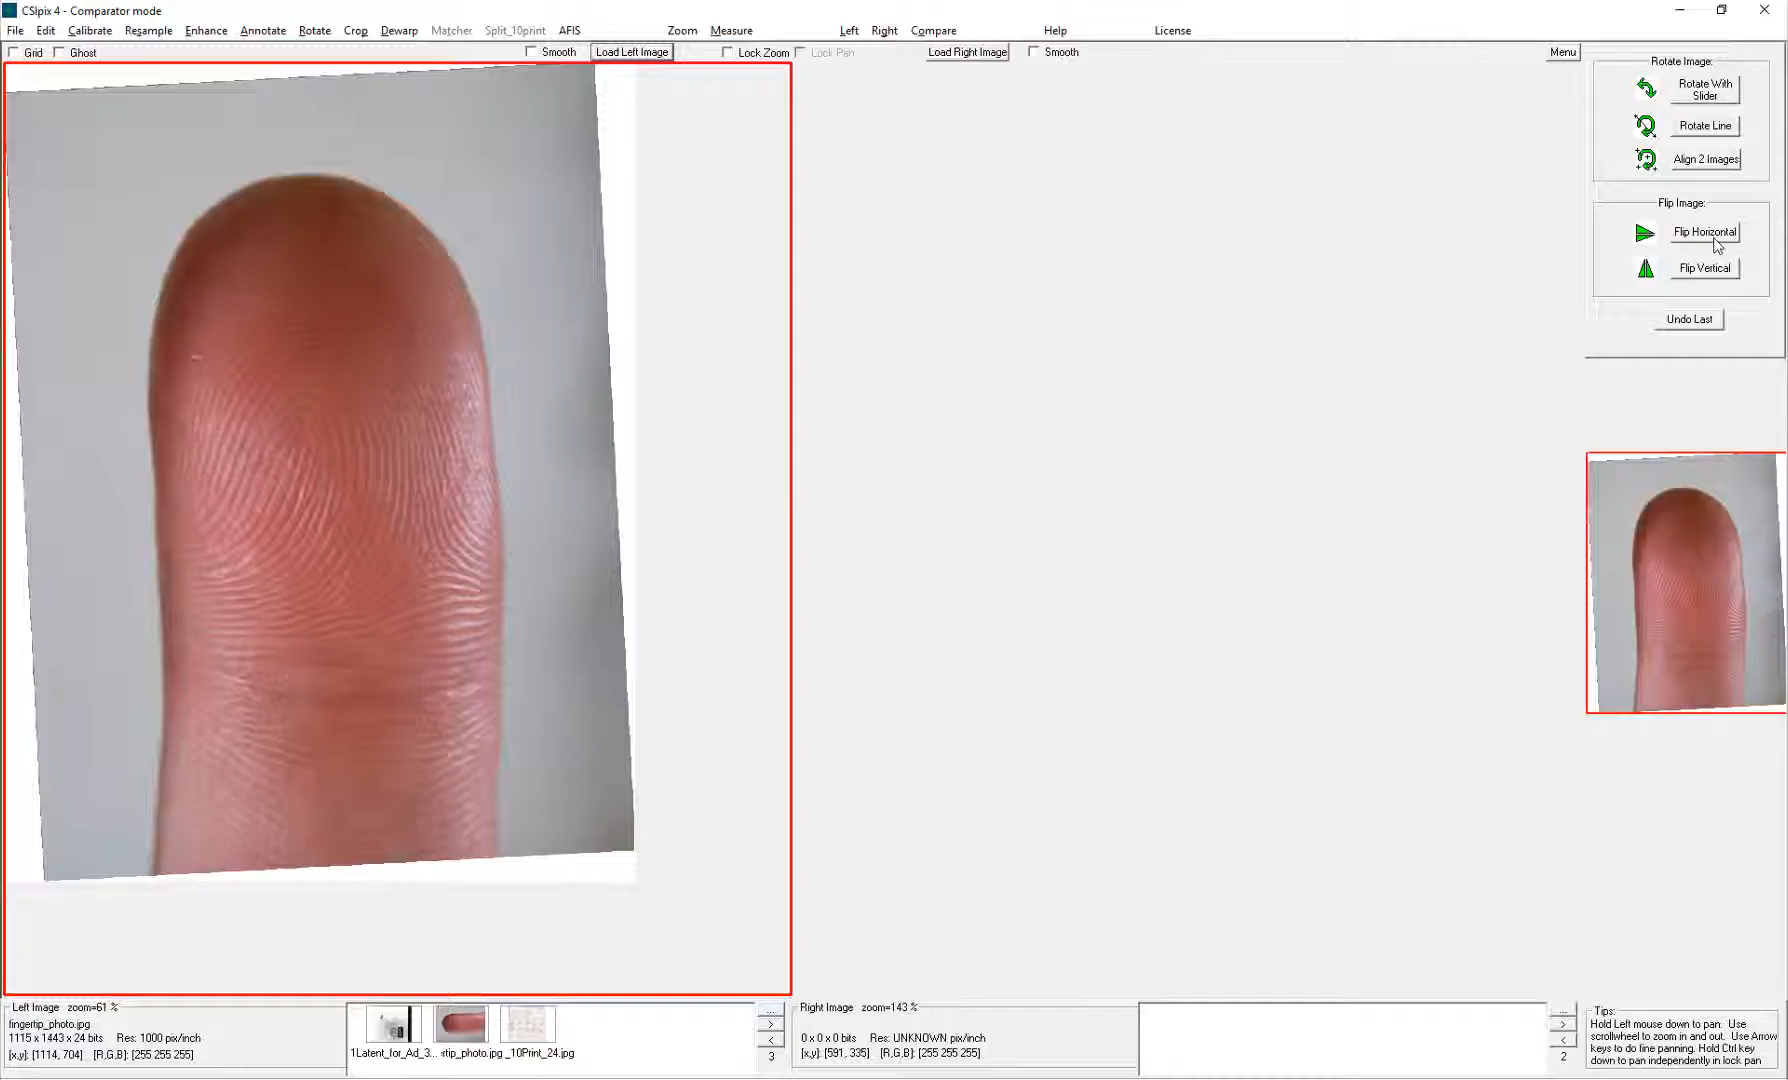 CSIpix 4 - Comparator mode
File Edit Calibrate Resample Enhance Annotate Rotate Crop Dewarp Matcher Split_10print AFIS Zoom Measure Left Right Compare Help License
Grid Ghost Smooth Load Left Image Lock Zoom Lock Pan Load Right Image Smooth Menu
Rotate Image:
Rotate With
Slider
Rotate Line
Align 2 Images
Flip Image:
Flip Horizontal
Flip Vertical
Undo Last
Left Image zoom=61 %
fingertip_photo.jpg
1115 x 1443 x 24 bits Res: 1000 pix/inch
[x,y]: [1114, 704] [R,G,B]: [255 255 255]
1Latent_for_Ad_3... rtip_photo.jpg _10Print_24.jpg
...
>
<
3
Right Image zoom=143 %
0 x 0 x 0 bits Res: UNKNOWN pix/inch
[x,y]: [591, 335] [R,G,B]: [255 255 255]
...
>
<
2
Tips:
Hold Left mouse down to pan. Use
scrollwheel to zoom in and out. Use Arrow
keys to do fine panning. Hold Ctrl key
down to pan independently in lock pan